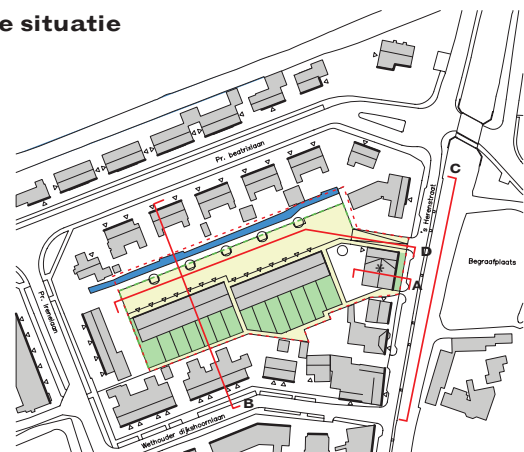 e situatie
Pr. beatrixlaan
C
's Herenstraat
D
Begraafplaats
A
Pr. Irenelaan
B
Wethouder dijkshoornlaan